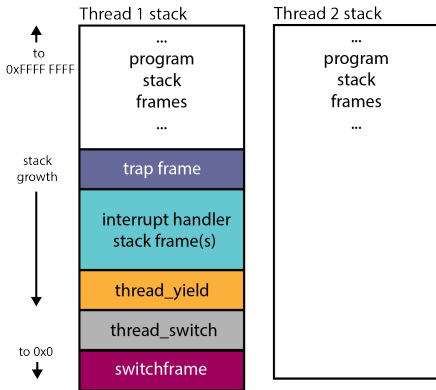 Thread 1 stack
Thread 2 stack
to
0xFFFF FFFF
...
program
stack
frames
...
...
program
stack
frames
...
stack
growth
trap frame
interrupt handler
stack frame(s)
thread_yield
thread_switch
to 0x0
switchframe